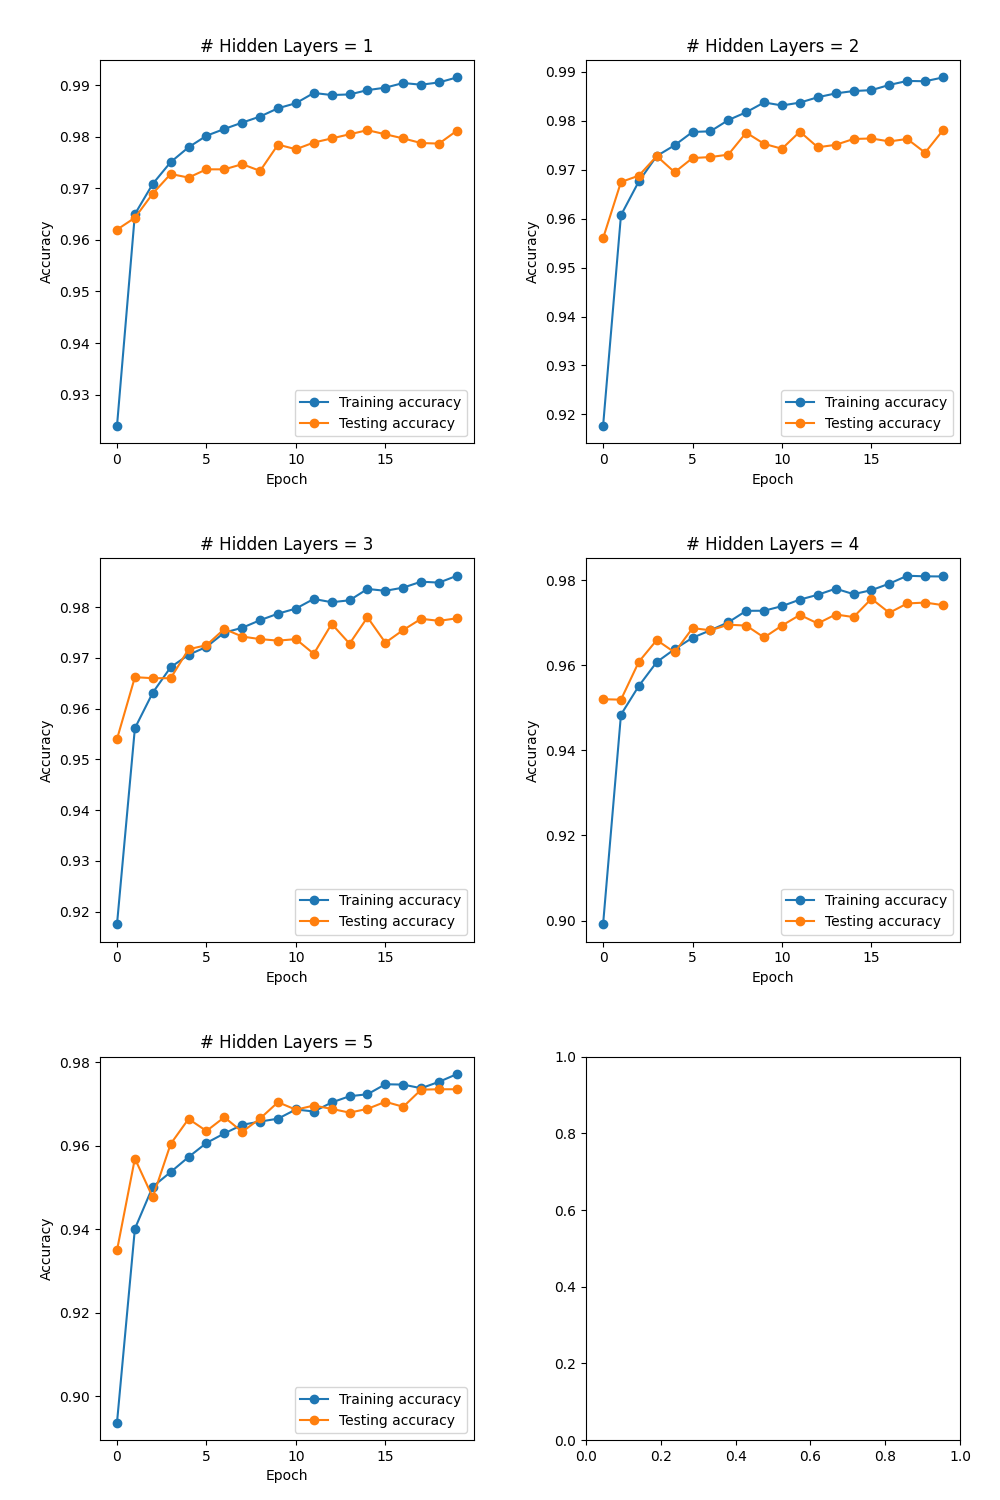 # Hidden Layers = 1
0.99
0.98
0.97
0.96
0.95
0.94
0.93
Accuracy
Training accuracy
Testing accuracy
0 5 10 15
Epoch
# Hidden Layers = 2
0.99
0.98
0.97
0.96
0.95
0.94
0.93
0.92
Accuracy
Training accuracy
Testing accuracy
0 5 10 15
Epoch
# Hidden Layers = 3
0.98
0.97
0.96
0.95
0.94
0.93
0.92
Accuracy
Training accuracy
Testing accuracy
0 5 10 15
Epoch
# Hidden Layers = 4
0.98
0.96
0.94
0.92
0.90
Accuracy
Training accuracy
Testing accuracy
0 5 10 15
Epoch
# Hidden Layers = 5
0.98
0.96
0.94
0.92
0.90
Accuracy
Training accuracy
Testing accuracy
0 5 10 15
Epoch
1.0
0.8
0.6
0.4
0.2
0.0
0.0 0.2 0.4 0.6 0.8 1.0